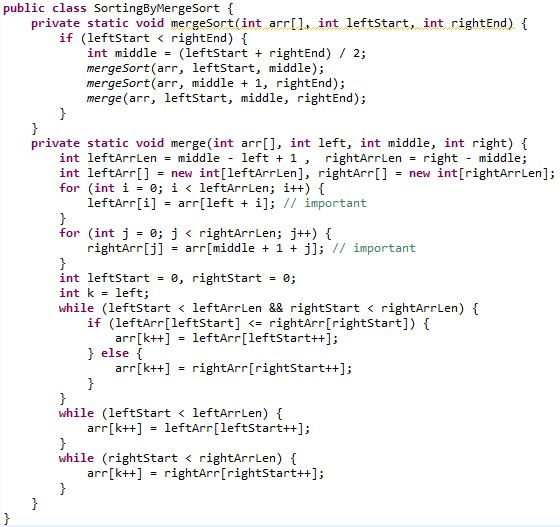 public class SortingByMergeSort {
    private static void mergeSort(int arr[], int leftStart, int rightEnd) {
        if (leftStart < rightEnd) {
            int middle = (leftStart + rightEnd) / 2;
            mergeSort(arr, leftStart, middle);
            mergeSort(arr, middle + 1, rightEnd);
            merge(arr, leftStart, middle, rightEnd);
        }
    }
    private static void merge(int arr[], int left, int middle, int right) {
        int leftArrLen = middle - left + 1 ,  rightArrLen = right - middle;
        int leftArr[] = new int[leftArrLen], rightArr[] = new int[rightArrLen];
        for (int i = 0; i < leftArrLen; i++) {
            leftArr[i] = arr[left + i]; // important
        }
        for (int j = 0; j < rightArrLen; j++) {
            rightArr[j] = arr[middle + 1 + j]; // important
        }
        int leftStart = 0, rightStart = 0;
        int k = left;
        while (leftStart < leftArrLen && rightStart < rightArrLen) {
            if (leftArr[leftStart] <= rightArr[rightStart]) {
                arr[k++] = leftArr[leftStart++];
            } else {
                arr[k++] = rightArr[rightStart++];
            }
        }
        while (leftStart < leftArrLen) {
            arr[k++] = leftArr[leftStart++];
        }
        while (rightStart < rightArrLen) {
            arr[k++] = rightArr[rightStart++];
        }
    }
}